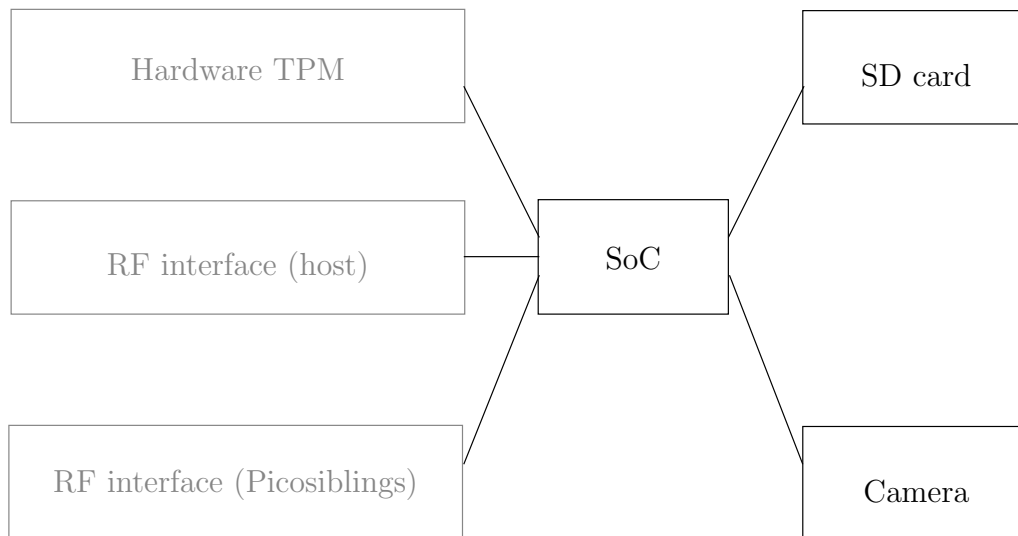 Hardware TPM
SD card
RF interface (host)
SoC
RF interface (Picosiblings)
Camera